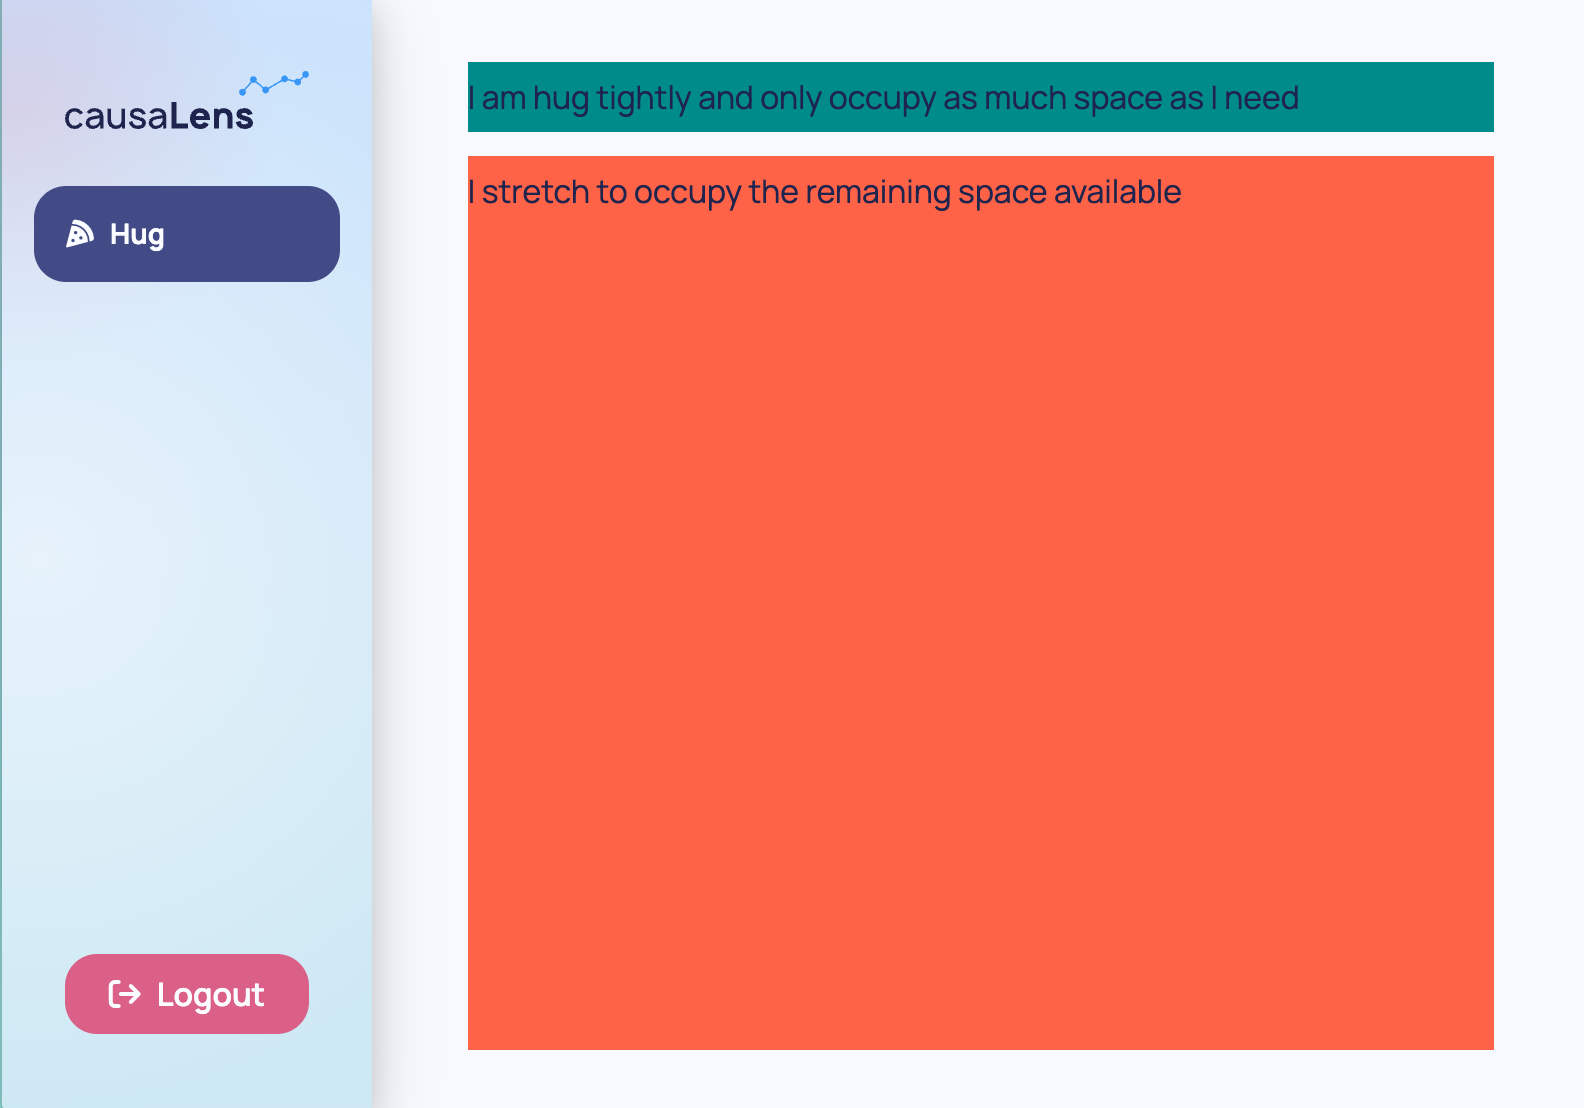 causaLens
Hug
Logout
I am hug tightly and only occupy as much space as I need
I stretch to occupy the remaining space available